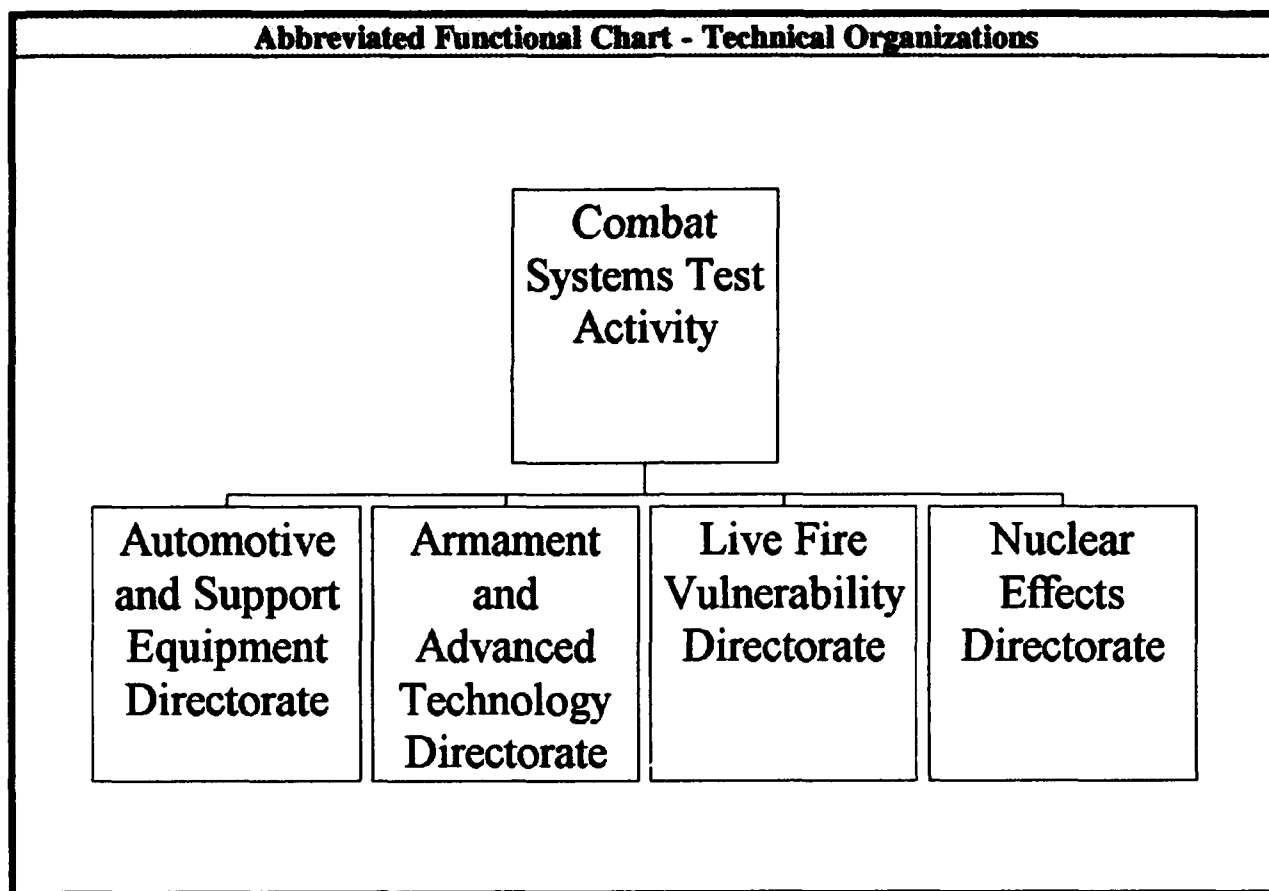 Abbreviated Functional Chart - Technical Organizations
Combat
Systems Test
Activity
Automotive
and Support
Equipment
Directorate
Armament
and
Advanced
Technology
Directorate
Live Fire
Vulnerability
Directorate
Nuclear
Effects
Directorate